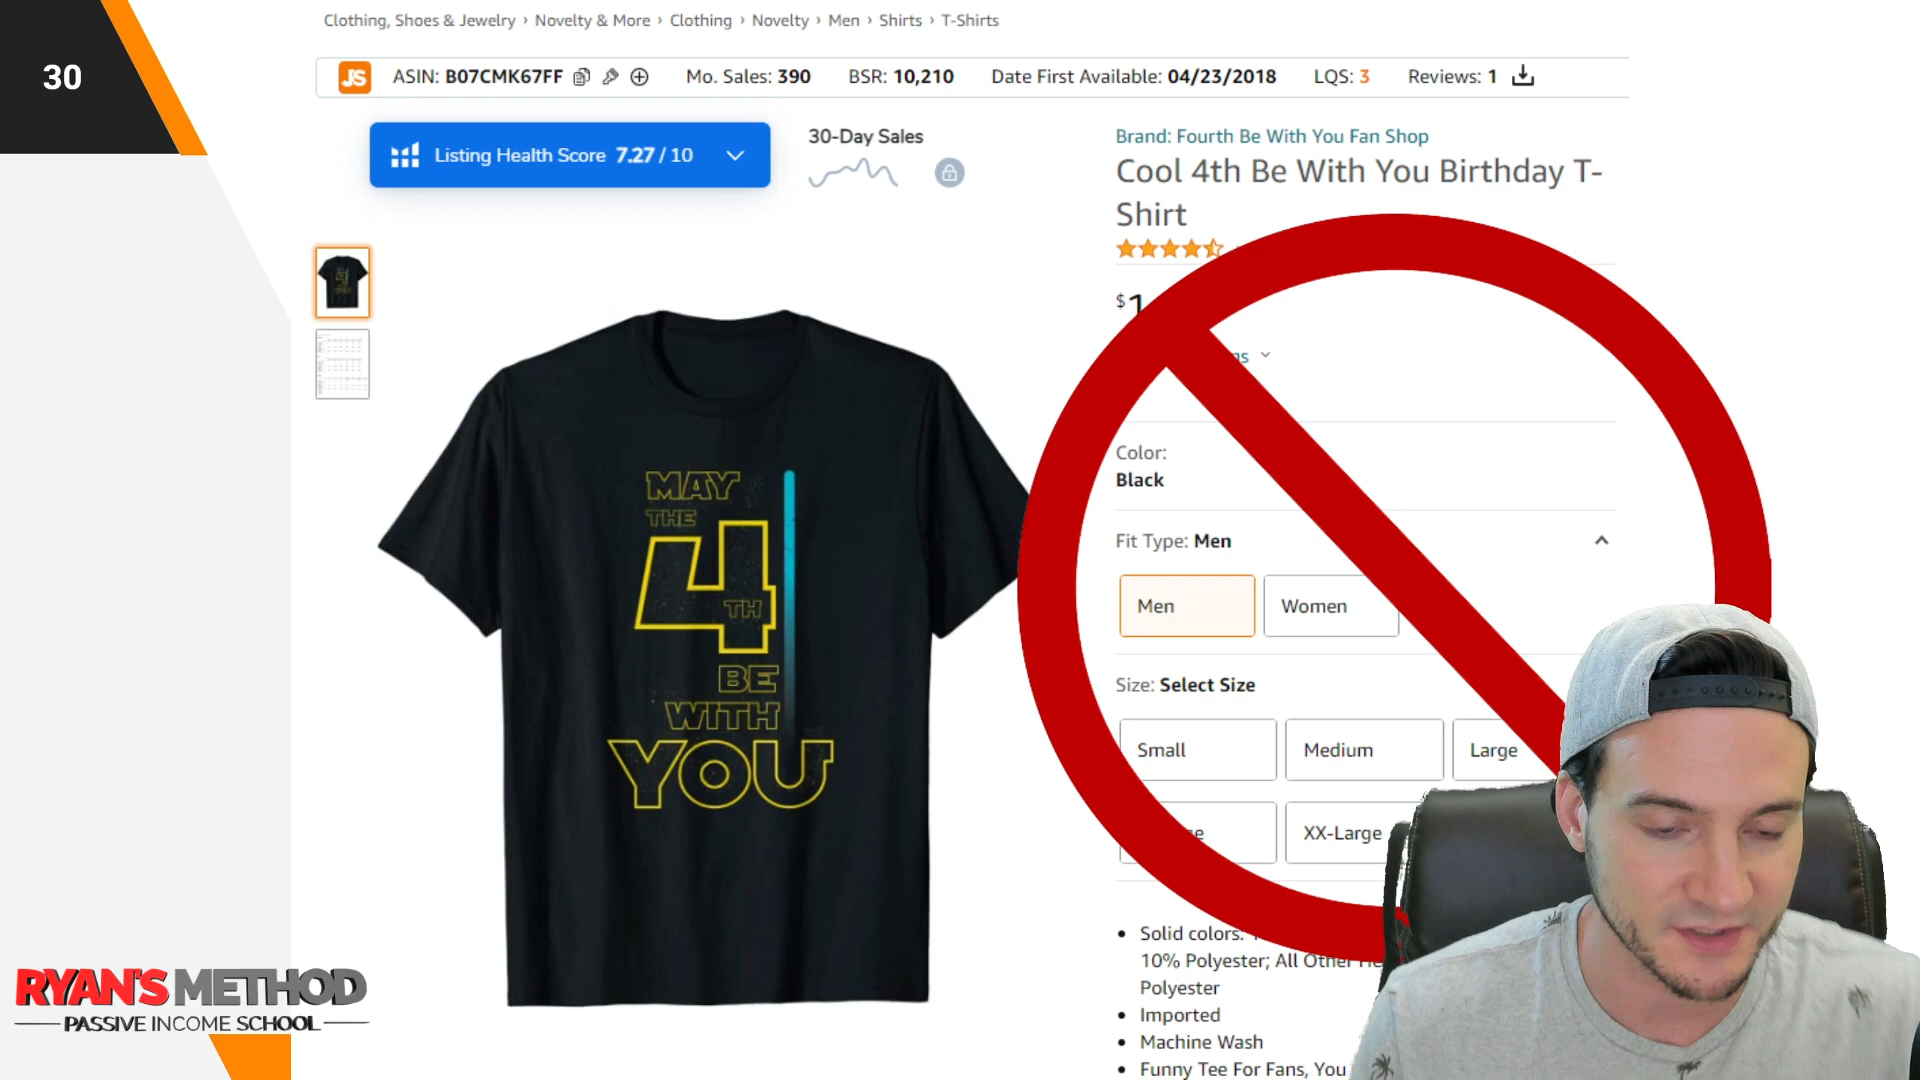 30
Clothing, Shoes & Jewelry › Novelty & More › Clothing › Novelty › Men › Shirts › T-Shirts
JS ASIN: B07CMK67FF Mo. Sales: 390 BSR: 10,210 Date First Available: 04/23/2018 LQS: 3 Reviews: 1
Listing Health Score 7.27 / 10
30-Day Sales
Brand: Fourth Be With You Fan Shop
Cool 4th Be With You Birthday T-
Shirt
$1
Color:
Black
Fit Type: Men
Men Women
Size: Select Size
Small Medium Large
XX-Large
Solid colors:
10% Polyester; All Other
Polyester
Imported
Machine Wash
Funny Tee For Fans, You
MAY
THE
4
TH
BE
WITH
YOU
RYAN'S METHOD
PASSIVE INCOME SCHOOL